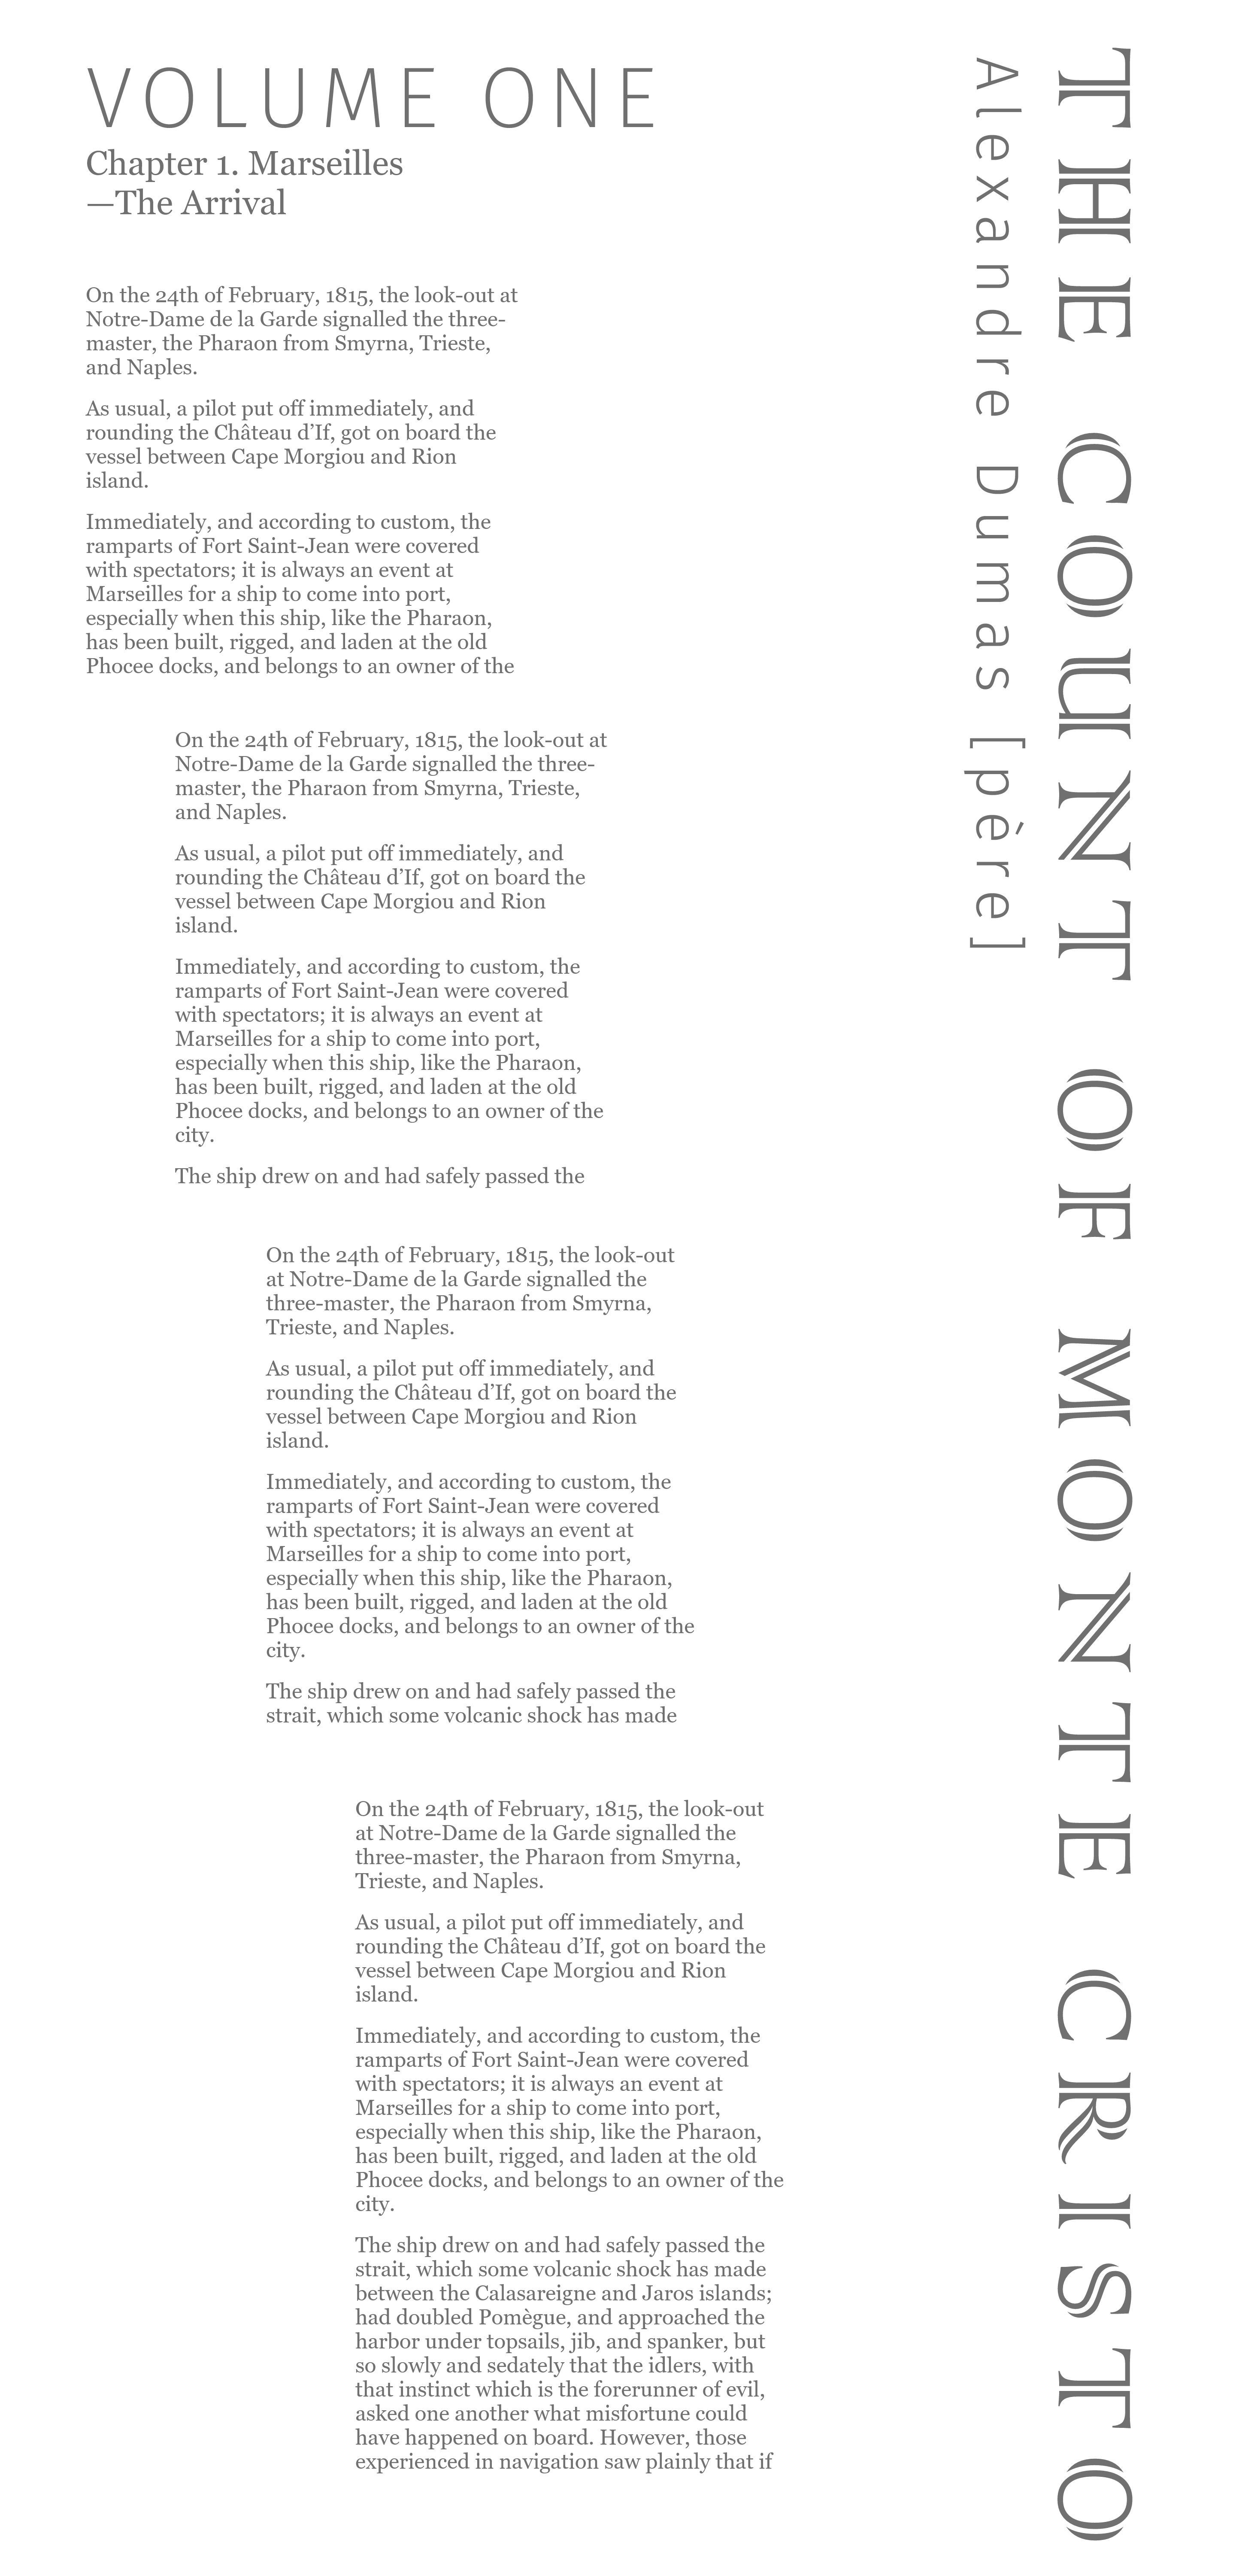 VOLUME ONE
Chapter 1. Marseilles
—The Arrival
On the 24th of February, 1815, the look-out at
Notre-Dame de la Garde signalled the three-
master, the Pharaon from Smyrna, Trieste,
and Naples.
As usual, a pilot put off immediately, and
rounding the Château d’If, got on board the
vessel between Cape Morgiou and Rion
island.
Immediately, and according to custom, the
ramparts of Fort Saint-Jean were covered
with spectators; it is always an event at
Marseilles for a ship to come into port,
especially when this ship, like the Pharaon,
has been built, rigged, and laden at the old
Phocee docks, and belongs to an owner of the
On the 24th of February, 1815, the look-out at
Notre-Dame de la Garde signalled the three-
master, the Pharaon from Smyrna, Trieste,
and Naples.
As usual, a pilot put off immediately, and
rounding the Château d’If, got on board the
vessel between Cape Morgiou and Rion
island.
Immediately, and according to custom, the
ramparts of Fort Saint-Jean were covered
with spectators; it is always an event at
Marseilles for a ship to come into port,
especially when this ship, like the Pharaon,
has been built, rigged, and laden at the old
Phocee docks, and belongs to an owner of the
city.
The ship drew on and had safely passed the
On the 24th of February, 1815, the look-out
at Notre-Dame de la Garde signalled the
three-master, the Pharaon from Smyrna,
Trieste, and Naples.
As usual, a pilot put off immediately, and
rounding the Château d’If, got on board the
vessel between Cape Morgiou and Rion
island.
Immediately, and according to custom, the
ramparts of Fort Saint-Jean were covered
with spectators; it is always an event at
Marseilles for a ship to come into port,
especially when this ship, like the Pharaon,
has been built, rigged, and laden at the old
Phocee docks, and belongs to an owner of the
city.
The ship drew on and had safely passed the
strait, which some volcanic shock has made
On the 24th of February, 1815, the look-out
at Notre-Dame de la Garde signalled the
three-master, the Pharaon from Smyrna,
Trieste, and Naples.
As usual, a pilot put off immediately, and
rounding the Château d’If, got on board the
vessel between Cape Morgiou and Rion
island.
Immediately, and according to custom, the
ramparts of Fort Saint-Jean were covered
with spectators; it is always an event at
Marseilles for a ship to come into port,
especially when this ship, like the Pharaon,
has been built, rigged, and laden at the old
Phocee docks, and belongs to an owner of the
city.
The ship drew on and had safely passed the
strait, which some volcanic shock has made
between the Calasareigne and Jaros islands;
had doubled Pomègue, and approached the
harbor under topsails, jib, and spanker, but
so slowly and sedately that the idlers, with
that instinct which is the forerunner of evil,
asked one another what misfortune could
have happened on board. However, those
experienced in navigation saw plainly that if
THE COUNT OF MONTE CRISTO
Alexandre Dumas [père]